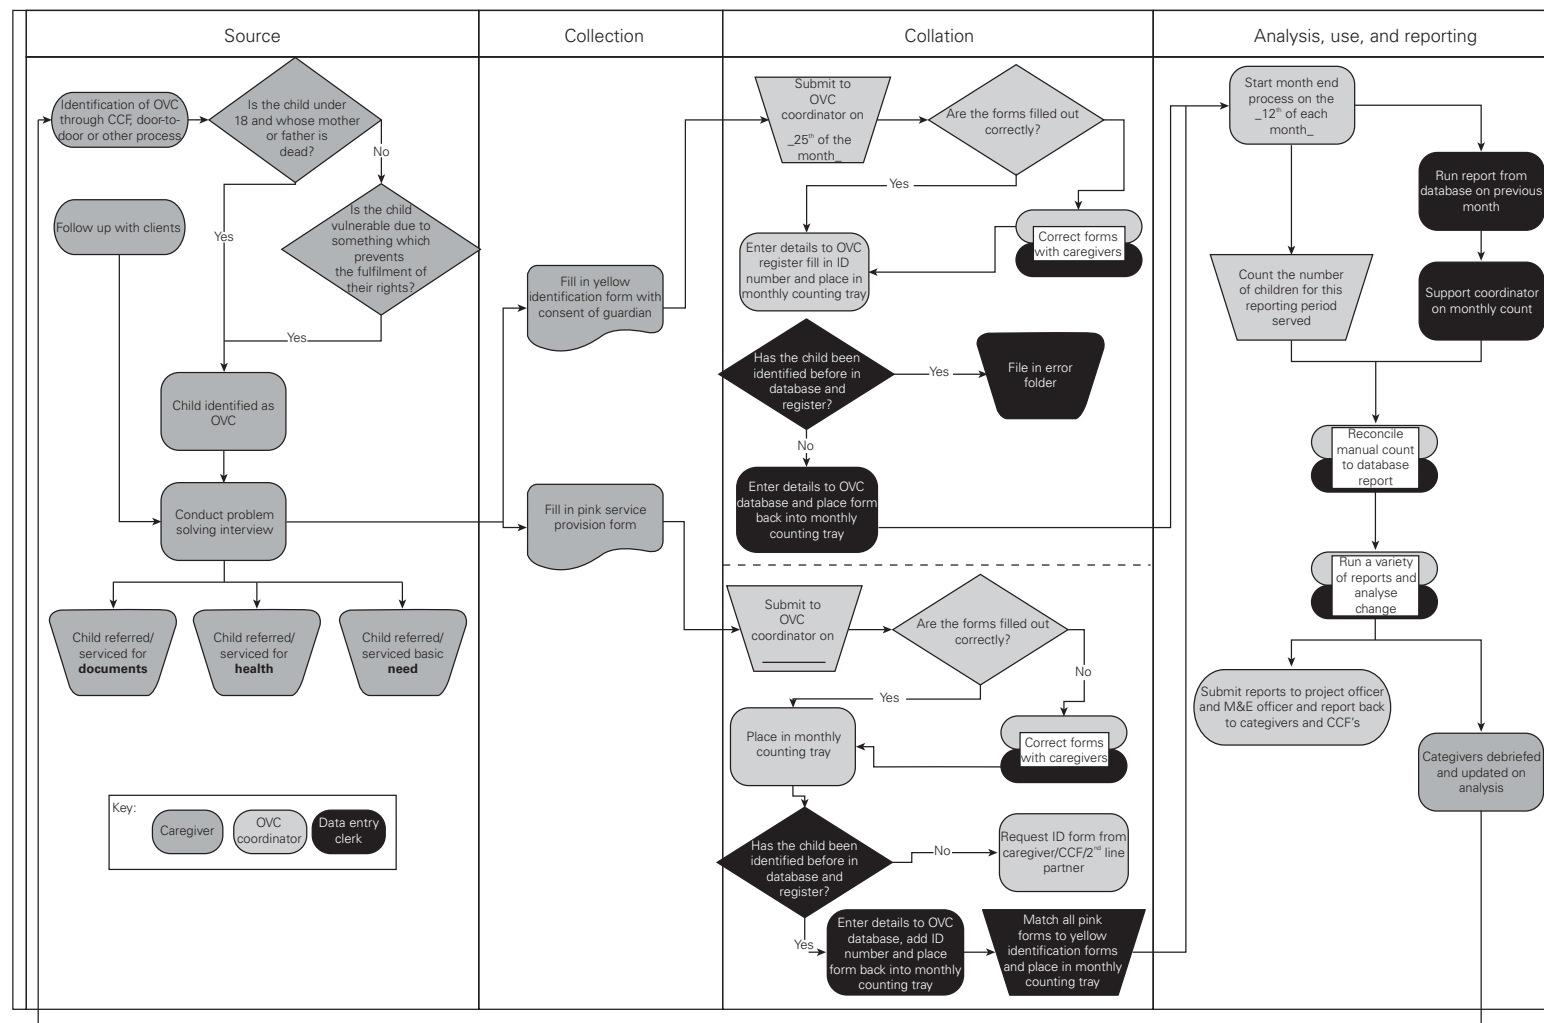 Source
Collection
Collation
Analysis, use, and reporting
Identification of OVC
through CCF, door-to-
door or other process
Is the child under
18 and whose mother
or father is
dead?
No
Yes
Is the child
vulnerable due to
something which
prevents
the fulfilment of
their rights?
Yes
Follow up with clients
Child identified as
OVC
Conduct problem
solving interview
Child referred/
serviced for
documents
Child referred/
serviced for
health
Child referred/
serviced basic
need
Key:
Caregiver
OVC
coordinator
Data entry
clerk
Fill in yellow
identification form with
consent of guardian
Fill in pink service
provision form
Submit to
OVC
coordinator on
_25th of the
month_
Are the forms filled out
correctly?
Yes
Correct forms
with caregivers
Enter details to OVC
register fill in ID
number and place in
monthly counting tray
Has the child been
identified before in
database and
register?
Yes
File in error
folder
No
Enter details to OVC
database and place form
back into monthly
counting tray
Submit to
OVC
coordinator on
Are the forms filled out
correctly?
No
Yes
Correct forms
with caregivers
Place in monthly
counting tray
Has the child been
identified before in
database and
register?
No
Request ID form from
caregiver/CCF/2nd line
partner
Yes
Enter details to OVC
database, add ID
number and place
form back into monthly
counting tray
Match all pink
forms to yellow
identification forms
and place in monthly
counting tray
Start month end
process on the
_12th of each
month_
Run report from
database on previous
month
Count the number
of children for this
reporting period
served
Support coordinator
on monthly count
Reconcile
manual count
to database
report
Run a variety
of reports and
analyse
change
Submit reports to project officer
and M&E officer and report back
to categivers and CCF's
Categivers debriefed
and updated on
analysis